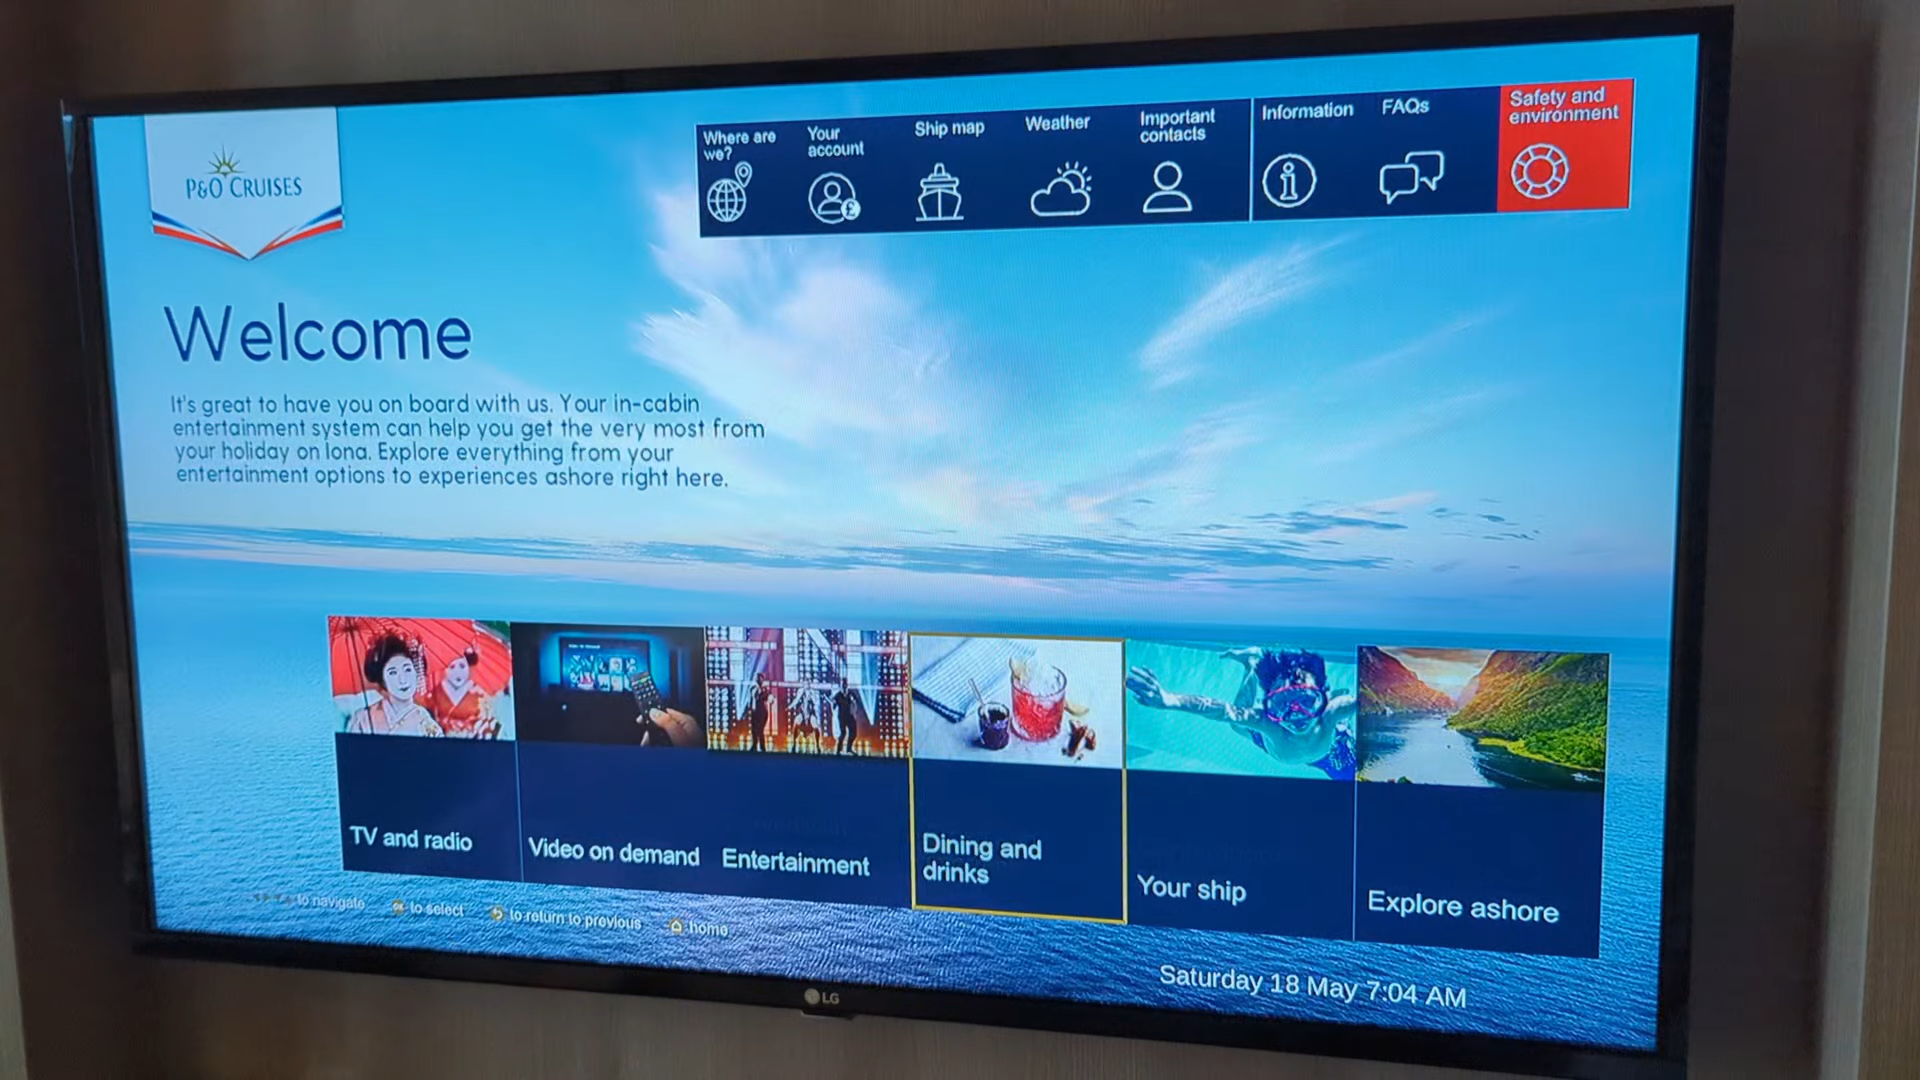 P&O CRUISES
Where are
we?
Your
account
Ship map
Weather
Important
contacts
Information
FAQs
Safety and
environment
Welcome
It's great to have you on board with us. Your in-cabin
entertainment system can help you get the very most from
your holiday on Iona. Explore everything from your
entertainment options to experiences ashore right here.
TV and radio
Video on demand
Entertainment
Dining and
drinks
Your ship
Explore ashore
to navigate
OK to select
to return to previous
home
Saturday 18 May 7:04 AM
LG